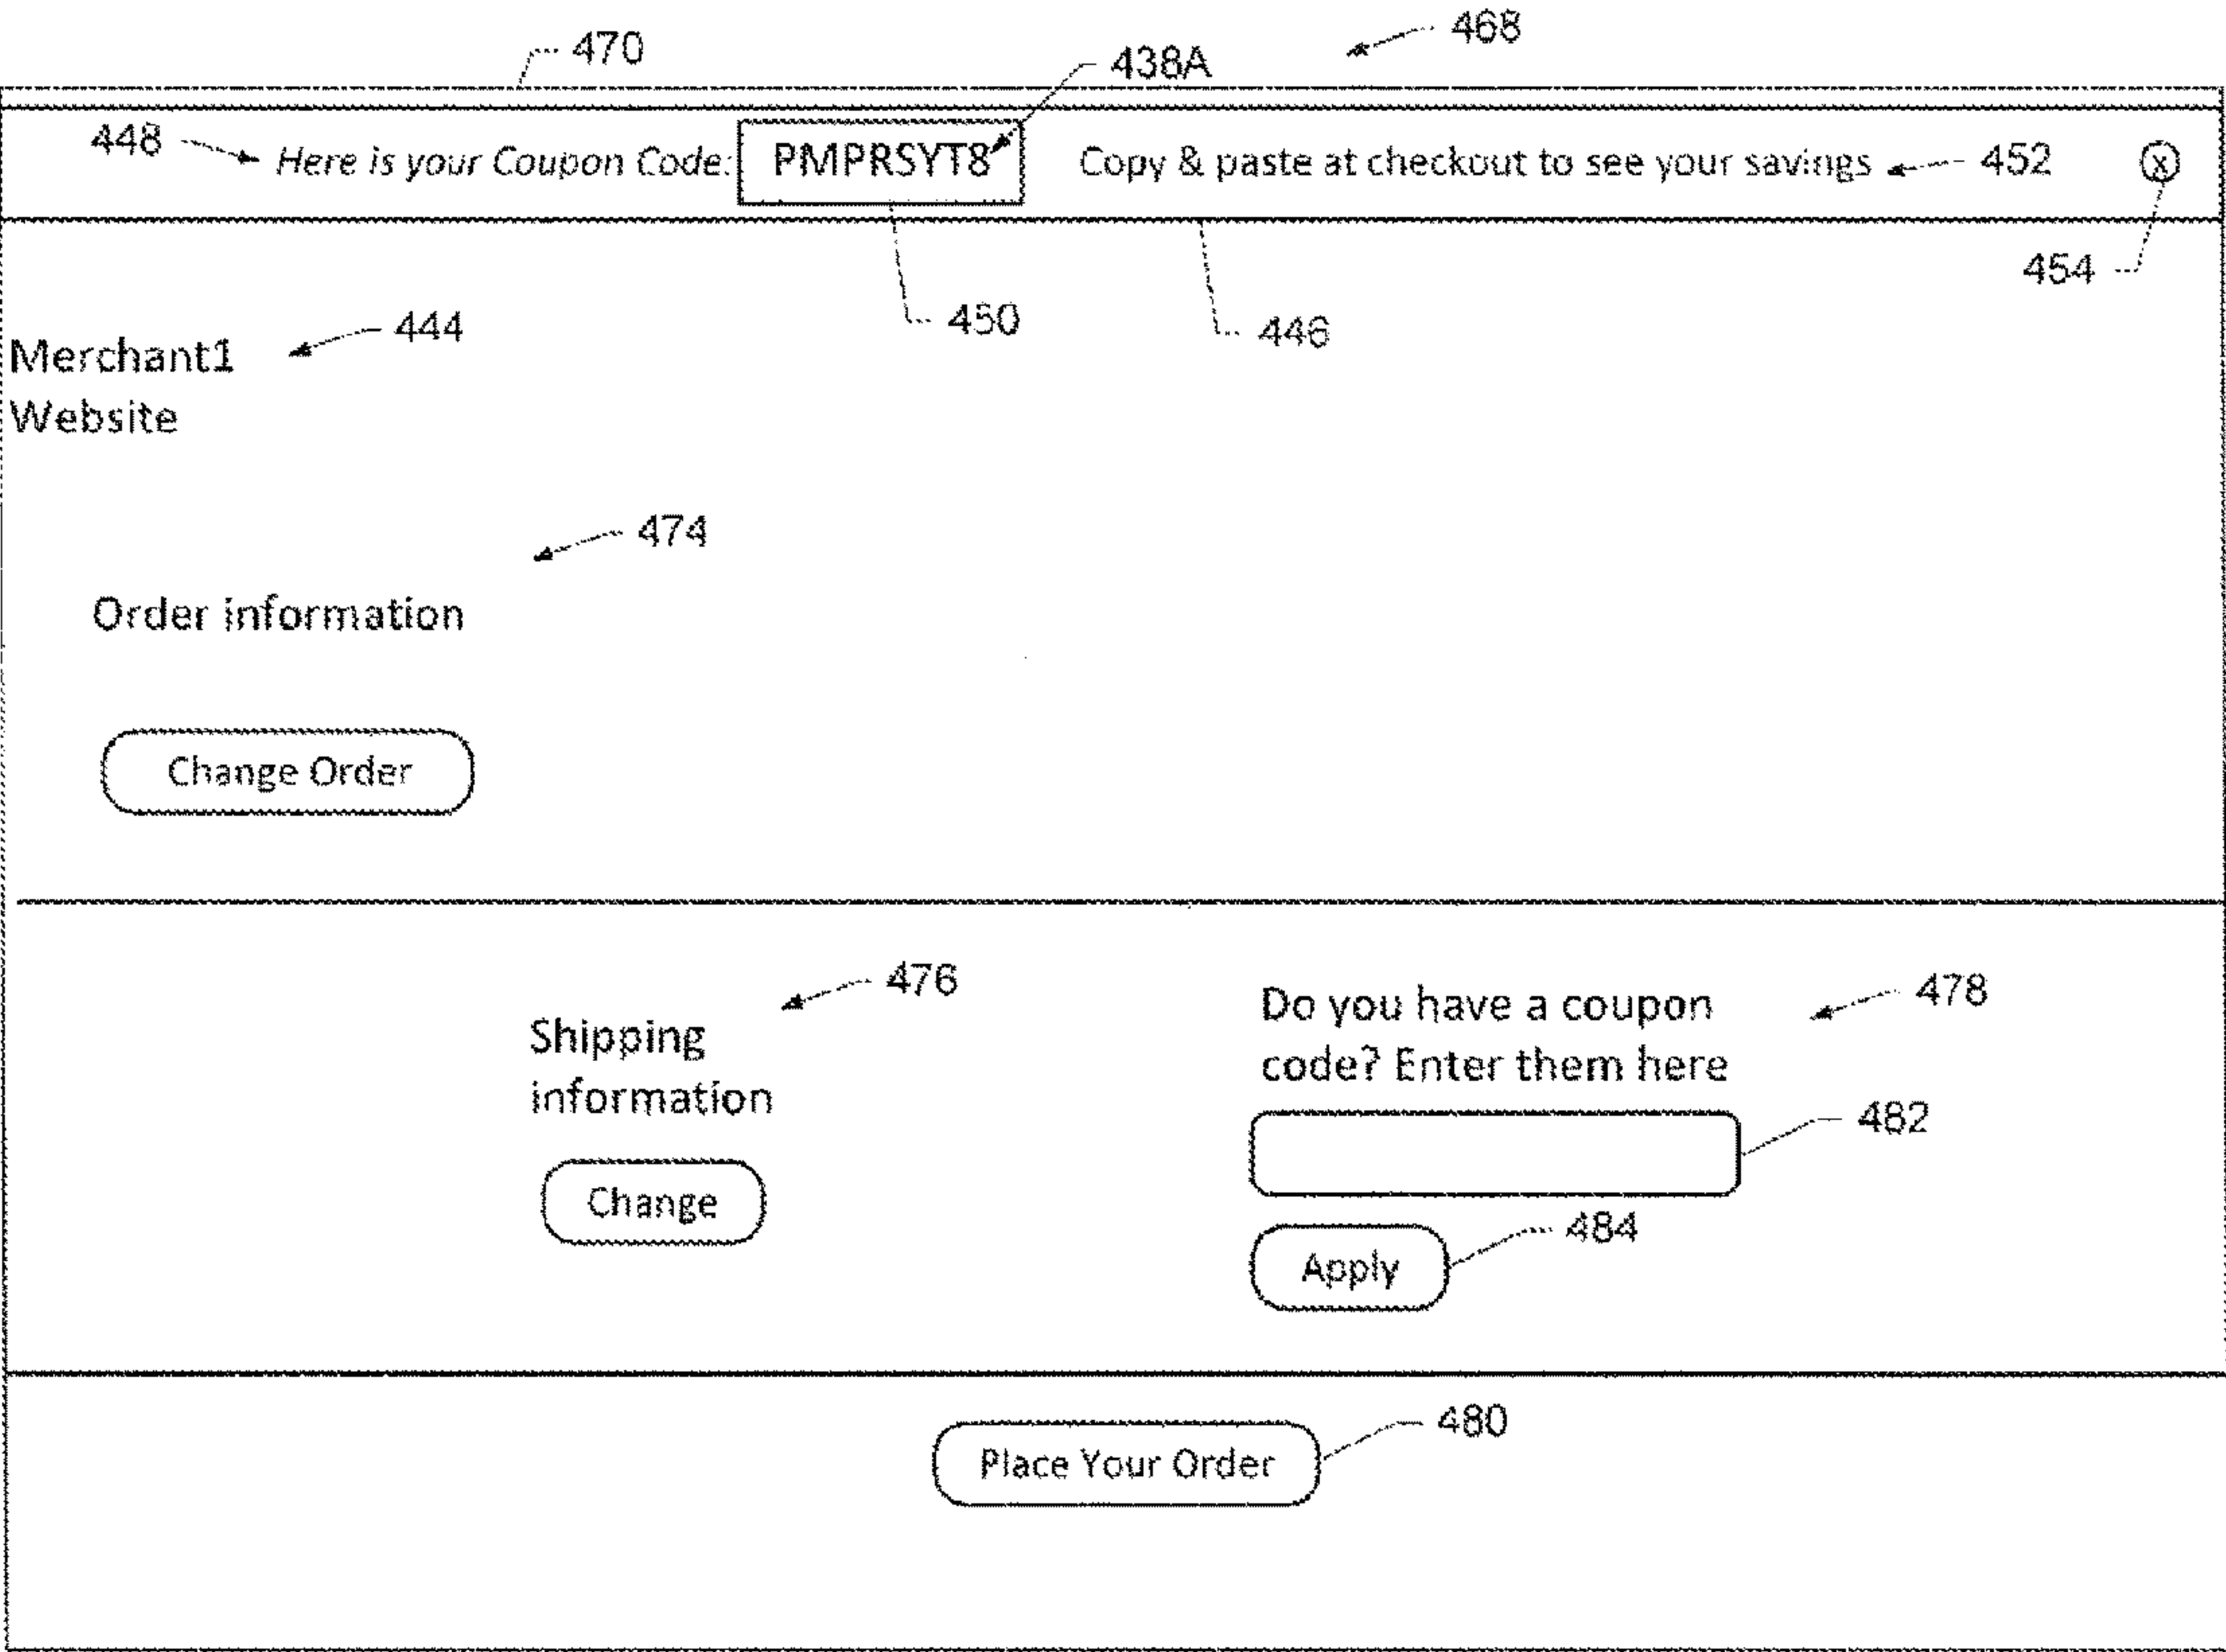 470
468
438A
448
Here is your Coupon Code:
PMPRSYT8
Copy & paste at checkout to see your savings
452
x
454
450
446
444
Merchant1
Website
474
Order information
Change Order
476
478
Shipping
information
Do you have a coupon
code? Enter them here
482
Change
484
Apply
480
Place Your Order